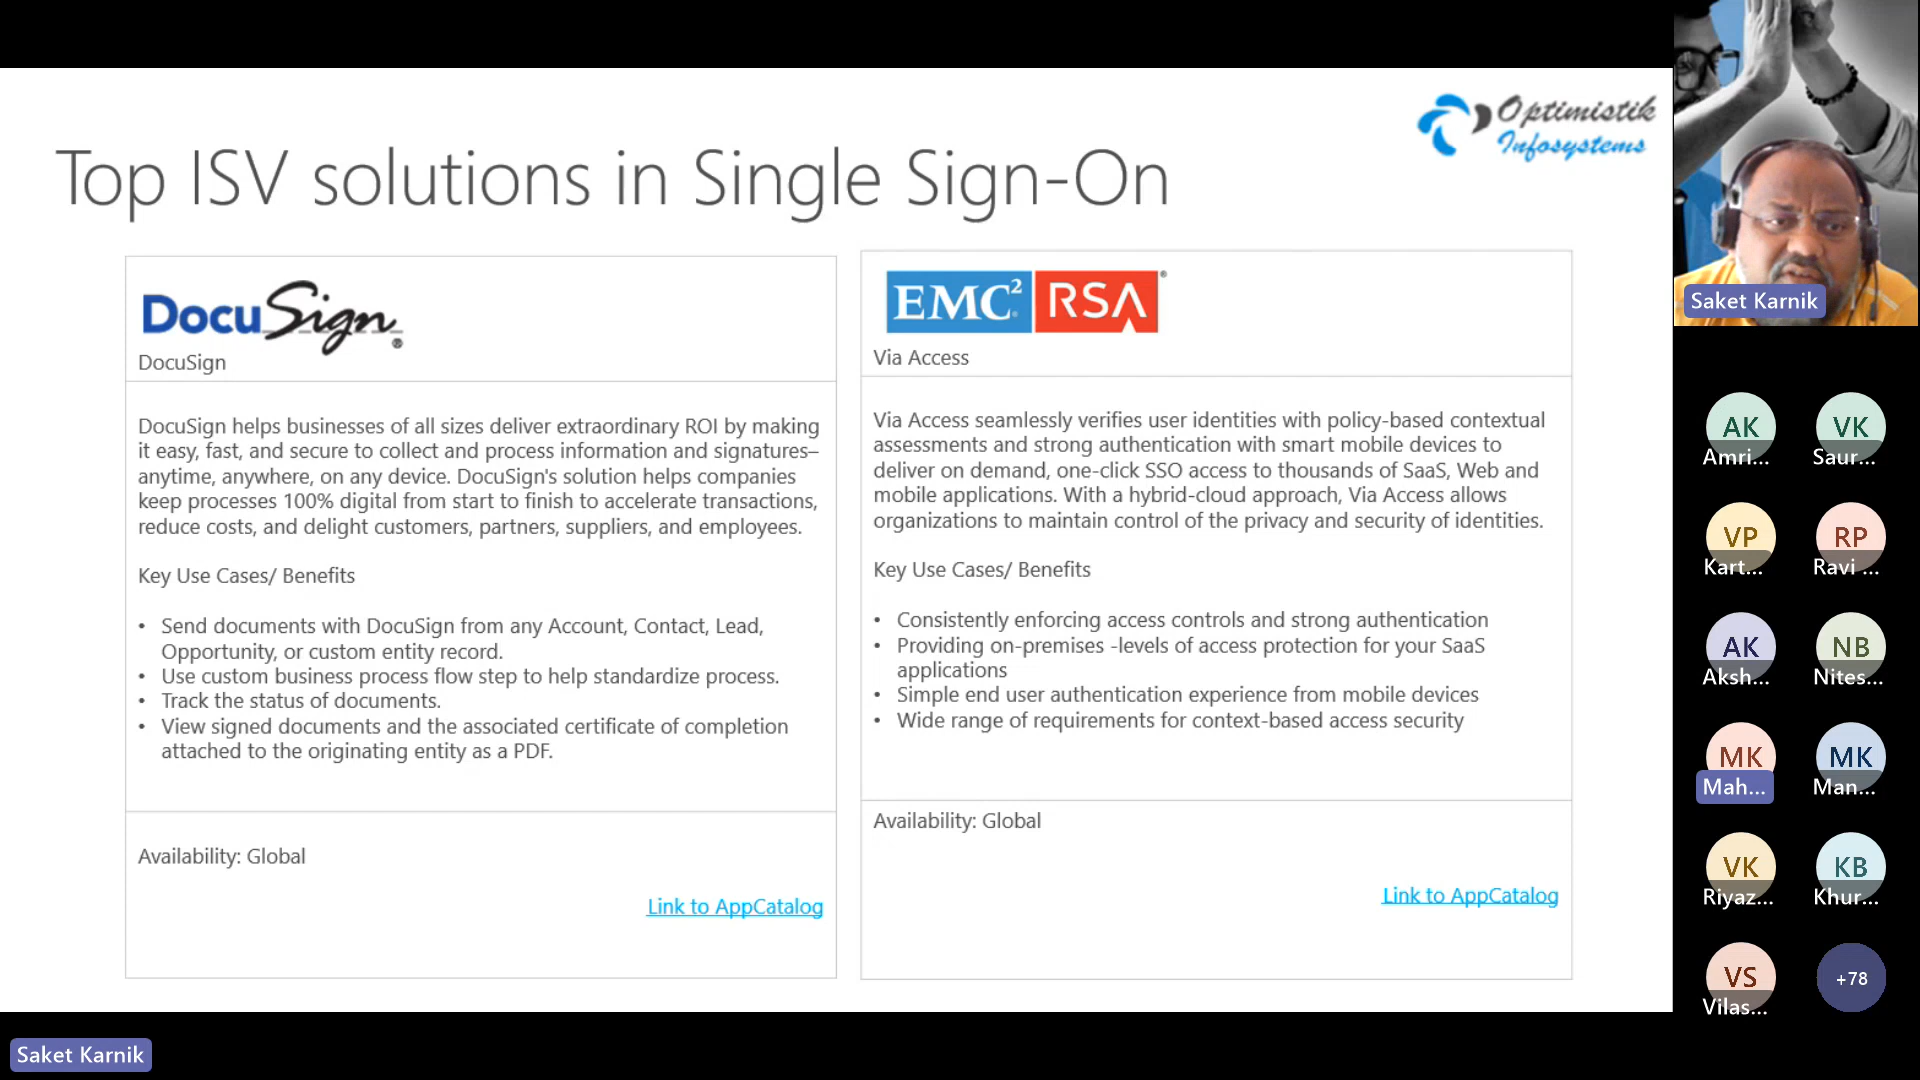 Optimistik
Infosystems
Top ISV solutions in Single Sign-On
DocuSign®
DocuSign
DocuSign helps businesses of all sizes deliver extraordinary ROI by making
it easy, fast, and secure to collect and process information and signatures–
anytime, anywhere, on any device. DocuSign's solution helps companies
keep processes 100% digital from start to finish to accelerate transactions,
reduce costs, and delight customers, partners, suppliers, and employees.
Key Use Cases/ Benefits
• Send documents with DocuSign from any Account, Contact, Lead,
Opportunity, or custom entity record.
• Use custom business process flow step to help standardize process.
• Track the status of documents.
• View signed documents and the associated certificate of completion
attached to the originating entity as a PDF.
Availability: Global
Link to AppCatalog
EMC² RSA®
Via Access
Via Access seamlessly verifies user identities with policy-based contextual
assessments and strong authentication with smart mobile devices to
deliver on demand, one-click SSO access to thousands of SaaS, Web and
mobile applications. With a hybrid-cloud approach, Via Access allows
organizations to maintain control of the privacy and security of identities.
Key Use Cases/ Benefits
• Consistently enforcing access controls and strong authentication
• Providing on-premises -levels of access protection for your SaaS
applications
• Simple end user authentication experience from mobile devices
• Wide range of requirements for context-based access security
Availability: Global
Link to AppCatalog
Saket Karnik
AK
Amri...
VK
Saur...
VP
Kart...
RP
Ravi ...
AK
Aksh...
NB
Nites...
MK
Mah...
MK
Man...
VK
Riyaz...
KB
Khur...
VS
Vilas...
+78
Saket Karnik